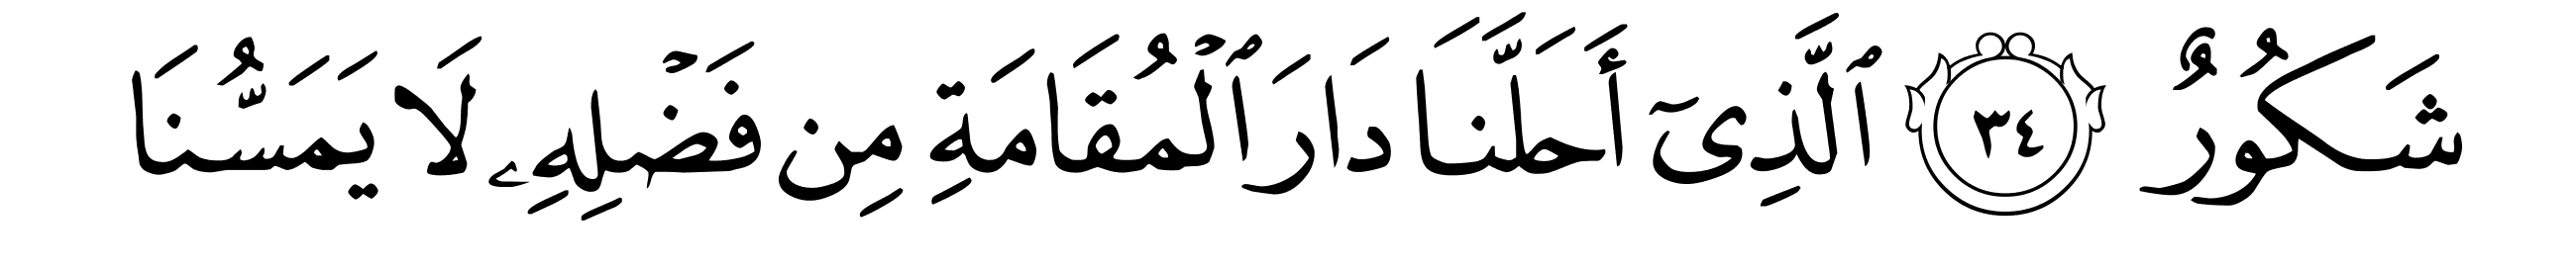 شَكُورٌ ٣٤ ٱلَّذِىٓ أَحَلَّنَا دَارَ ٱلْمُقَامَةِ مِن فَضْلِهِۦ لَا يَمَسُّنَا